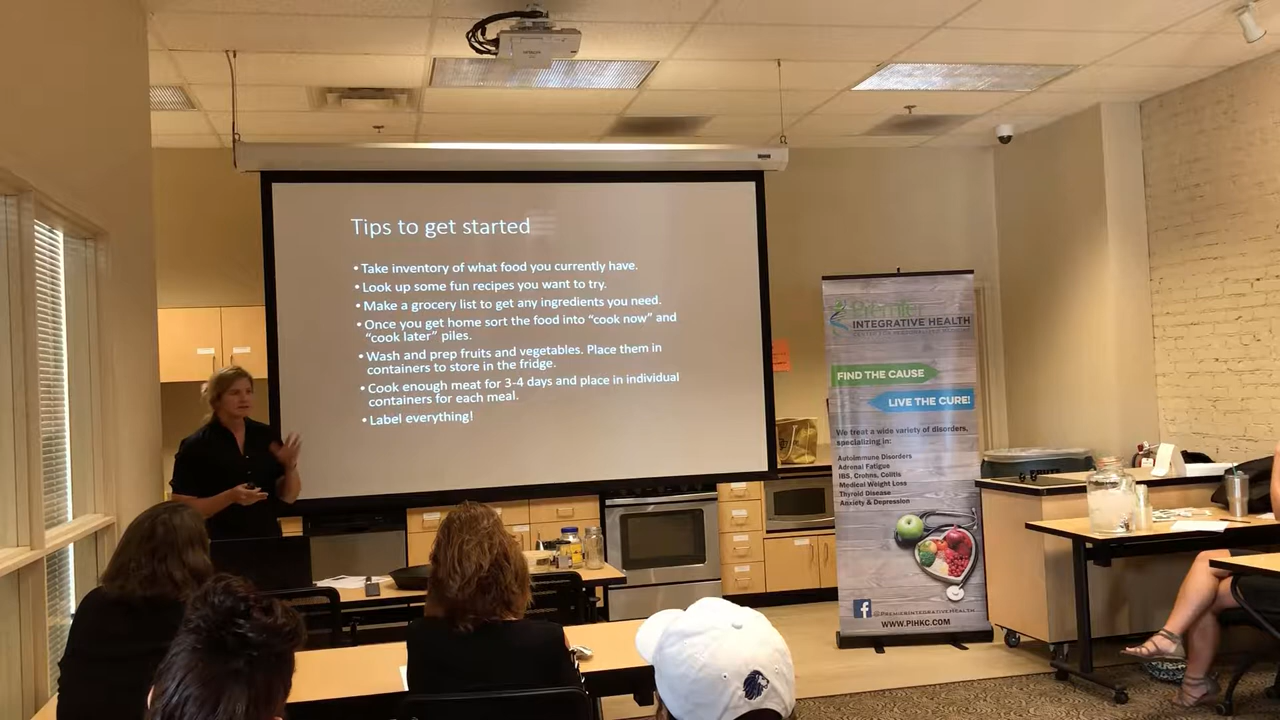 Tips to get started
• Take inventory of what food you currently have.
• Look up some fun recipes you want to try.
• Make a grocery list to get any ingredients you need.
• Once you get home sort the food into “cook now” and
“cook later” piles.
• Wash and prep fruits and vegetables. Place them in
containers to store in the fridge.
• Cook enough meat for 3-4 days and place in individual
containers for each meal.
• Label everything!
Premier
INTEGRATIVE HEALTH
FIND THE CAUSE
LIVE THE CURE!
We treat a wide variety of disorders,
specializing in:
Autoimmune Disorders
Adrenal Fatigue
IBS, Crohns, Colitis
Medical Weight Loss
Thyroid Disease
Anxiety & Depression
f @PREMIERINTEGRATIVEHEALTH
WWW.PIHKC.COM